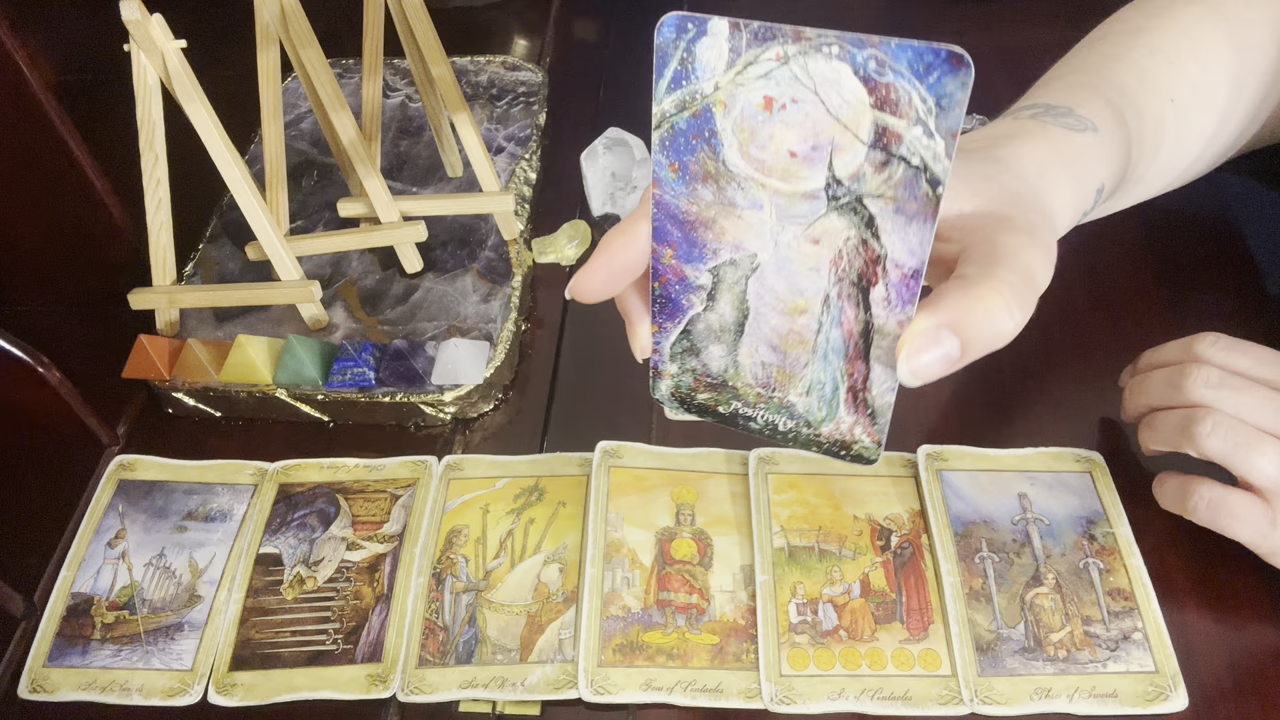 Positivity
Six of Swords
Six of Wands
Four of Pentacles
Six of Pentacles
Three of Swords